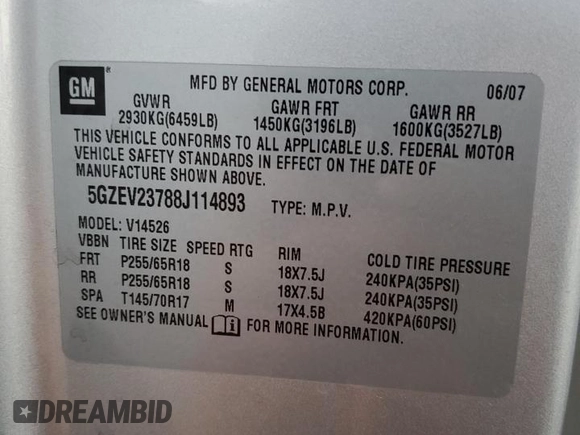 GM ® MFD BY GENERAL MOTORS CORP. 06/07
GVWR GAWR FRT GAWR RR
2930KG(6459LB) 1450KG(3196LB) 1600KG(3527LB)
THIS VEHICLE CONFORMS TO ALL APPLICABLE U.S. FEDERAL MOTOR
VEHICLE SAFETY STANDARDS IN EFFECT ON THE DATE OF
MANUFACTURE SHOWN ABOVE.
5GZEV23788J114893 TYPE: M.P.V.
MODEL: V14526
VBBN TIRE SIZE SPEED RTG RIM COLD TIRE PRESSURE
FRT P255/65R18 S 18X7.5J 240KPA(35PSI)
RR P255/65R18 S 18X7.5J 240KPA(35PSI)
SPA T145/70R17 M 17X4.5B 420KPA(60PSI)
SEE OWNER'S MANUAL FOR MORE INFORMATION.
DREAMBID